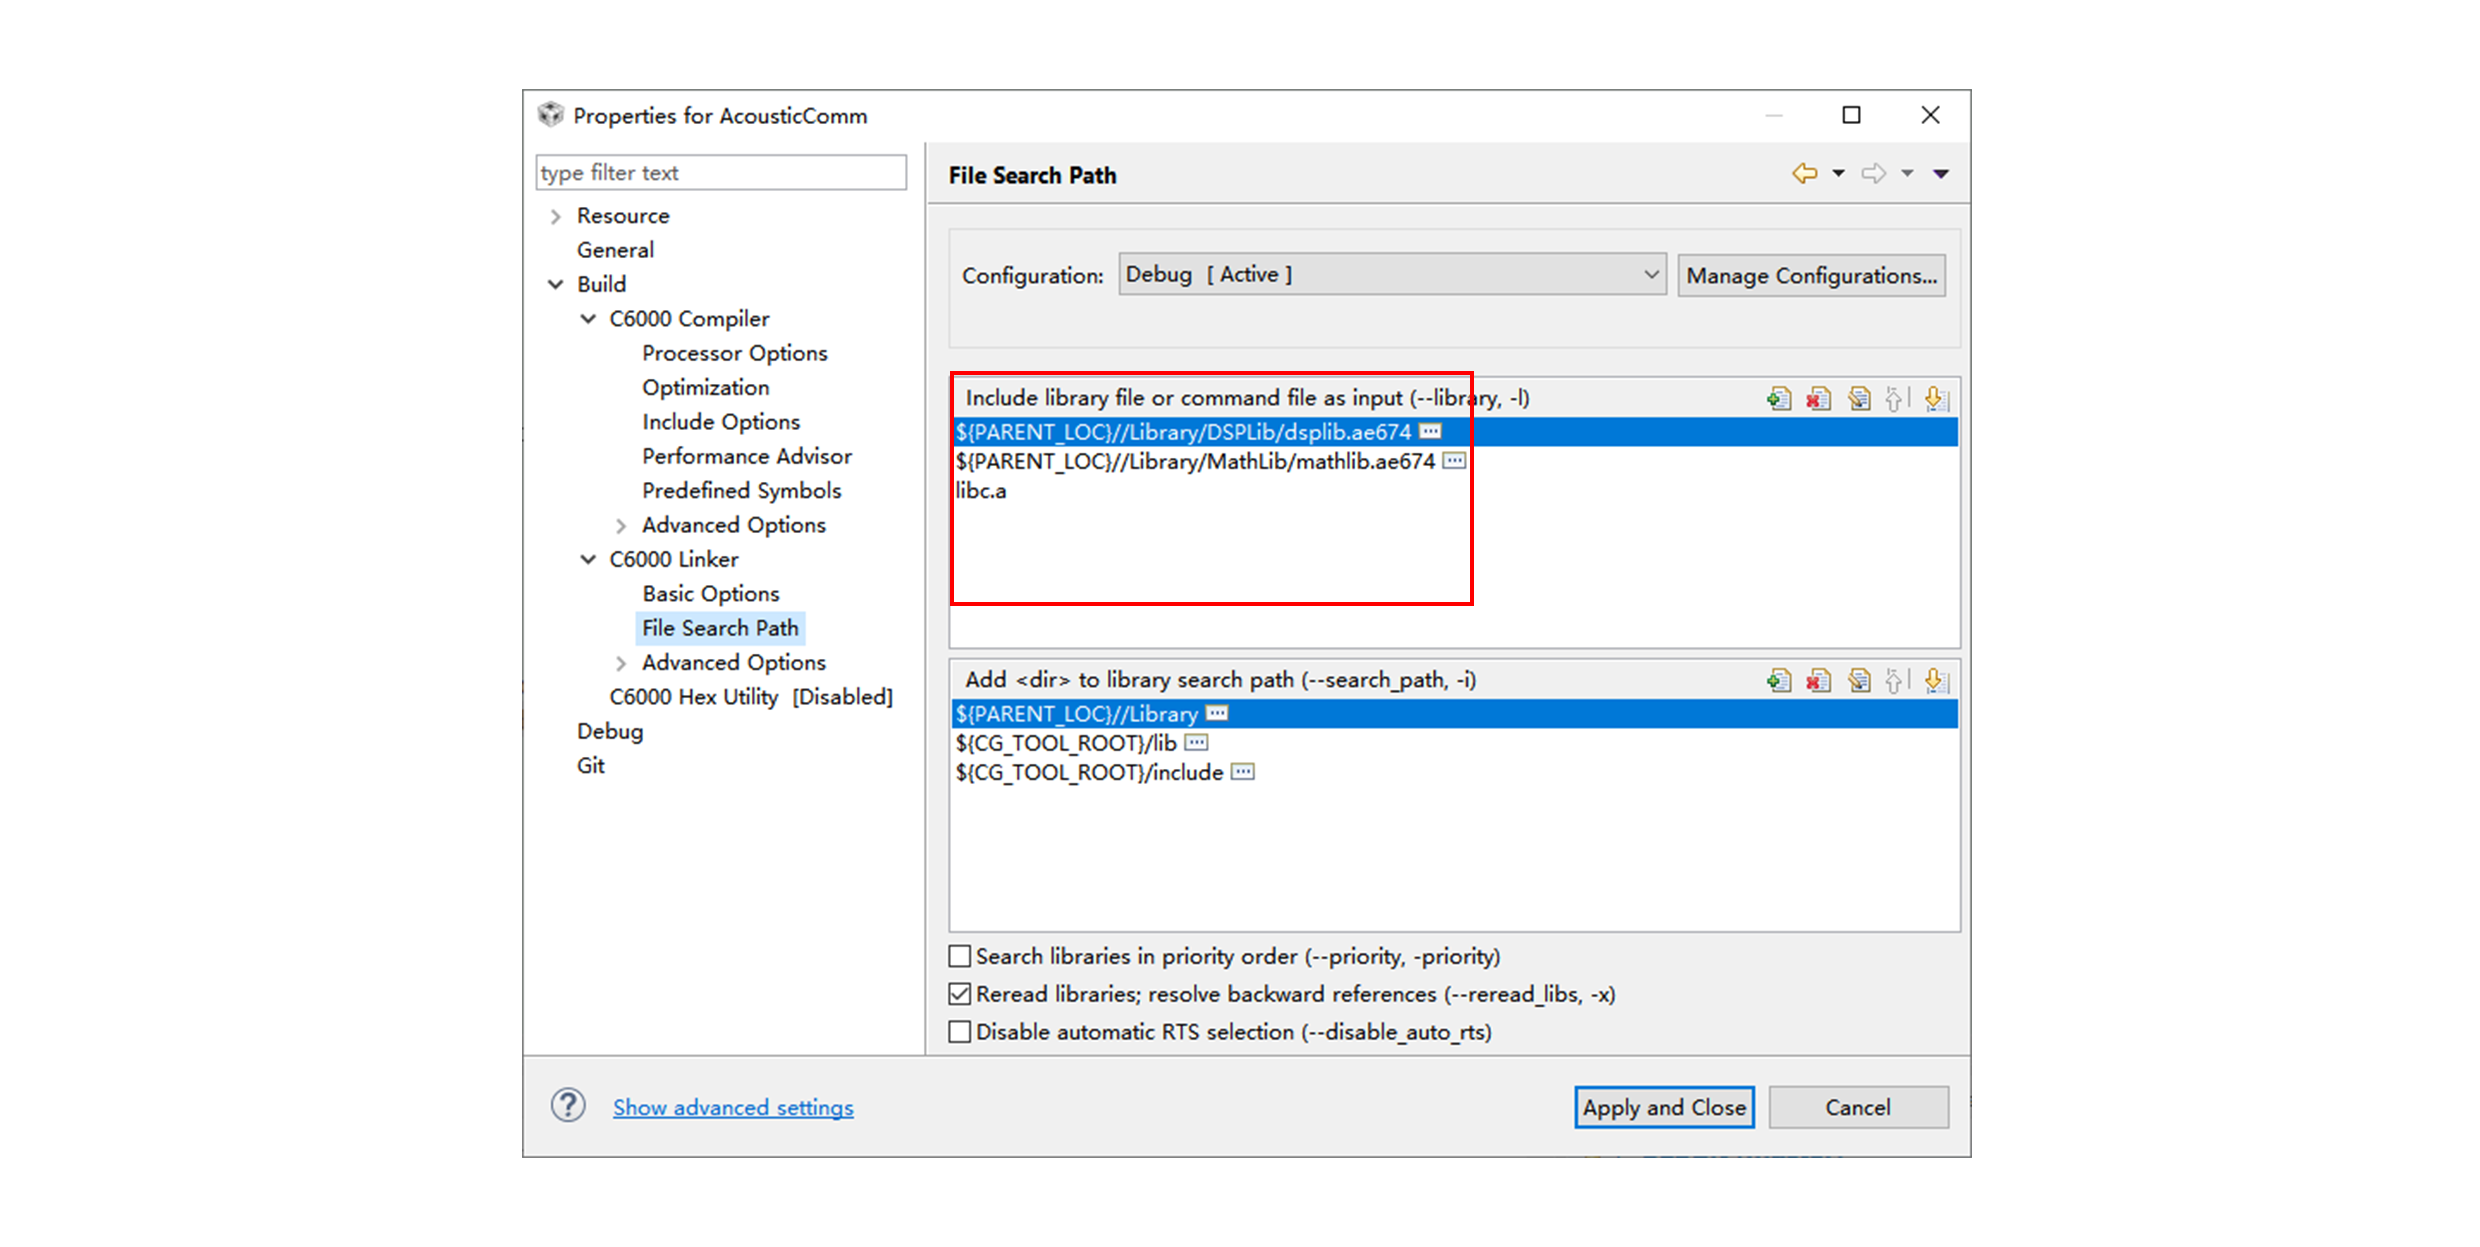 Properties for AcousticComm
type filter text
Resource
General
Build
C6000 Compiler
Processor Options
Optimization
Include Options
Performance Advisor
Predefined Symbols
Advanced Options
C6000 Linker
Basic Options
File Search Path
Advanced Options
C6000 Hex Utility [Disabled]
Debug
Git
File Search Path
Configuration: Debug [ Active ] Manage Configurations...
Include library file or command file as input (--library, -l)
${PARENT_LOC}//Library/DSPLib/dsplib.ae674
${PARENT_LOC}//Library/MathLib/mathlib.ae674
libc.a
Add <dir> to library search path (--search_path, -i)
${PARENT_LOC}//Library
${CG_TOOL_ROOT}/lib
${CG_TOOL_ROOT}/include
Search libraries in priority order (--priority, -priority)
Reread libraries; resolve backward references (--reread_libs, -x)
Disable automatic RTS selection (--disable_auto_rts)
Show advanced settings
Apply and Close Cancel